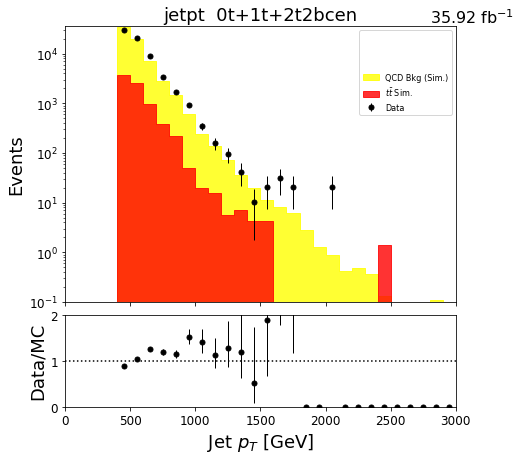 jetpt 0t+1t+2t2bcen
35.92 fb⁻¹
Events
10⁴
10³
10²
10¹
10⁰
10⁻¹
QCD Bkg (Sim.)
tt̄ Sim.
Data
Data/MC
2
1
0
0 500 1000 1500 2000 2500 3000
Jet p_T [GeV]